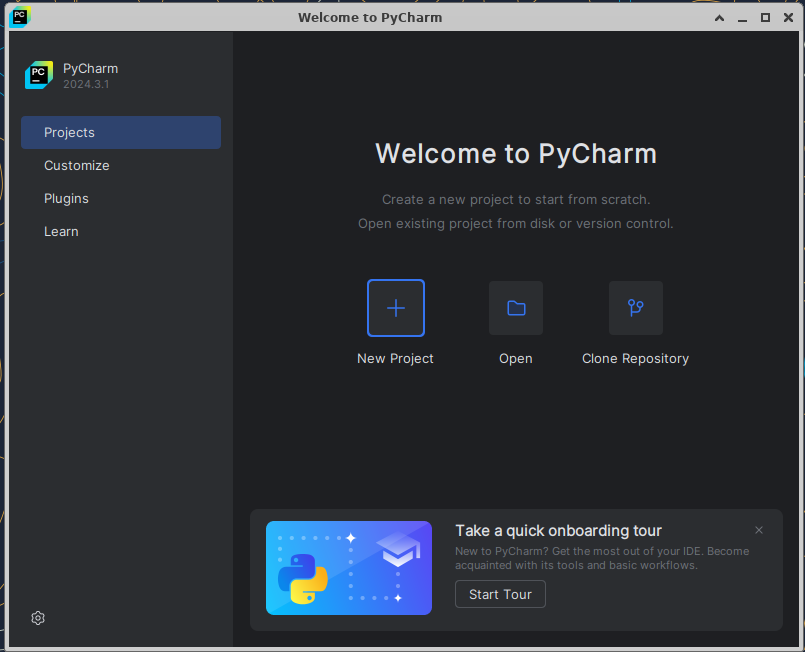 PC
Welcome to PyCharm
PC
PyCharm
2024.3.1
Projects
Customize
Plugins
Learn
Welcome to PyCharm
Create a new project to start from scratch.
Open existing project from disk or version control.
New Project
Open
Clone Repository
Take a quick onboarding tour
New to PyCharm? Get the most out of your IDE. Become
acquainted with its tools and basic workflows.
Start Tour